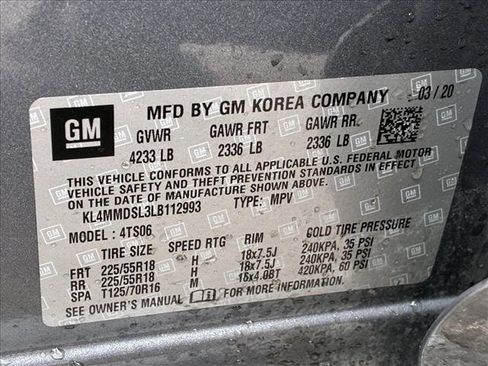 GM
MFD BY GM KOREA COMPANY 03 / 20
GVWR GAWR FRT GAWR RR
4233 LB 2336 LB 2336 LB
THIS VEHICLE CONFORMS TO ALL APPLICABLE U.S. FEDERAL MOTOR
VEHICLE SAFETY AND THEFT PREVENTION STANDARDS IN EFFECT
ON THE DATE OF MANUFACTURE SHOWN ABOVE.
KL4MMDSL3LB112993 TYPE: MPV
MODEL: 4TS06
TIRE SIZE SPEED RTG RIM COLD TIRE PRESSURE
FRT 225/55R18 H 18x7.5J 240KPA, 35 PSI
RR 225/55R18 H 18x7.5J 240KPA, 35 PSI
SPA T125/70R16 M 420KPA, 60 PSI
SEE OWNER'S MANUAL FOR MORE INFORMATION.